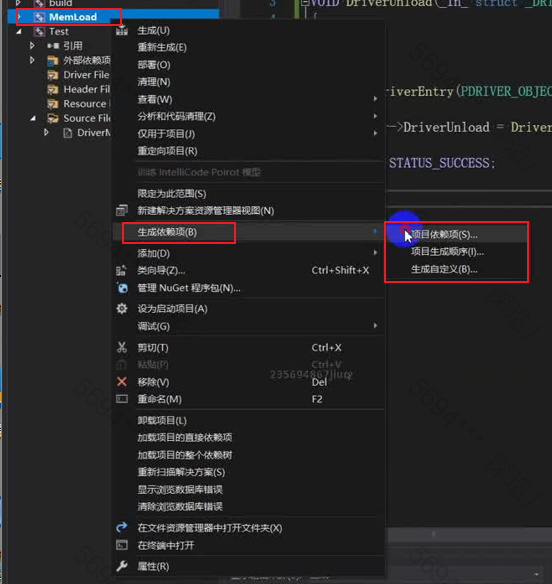 build
3
VOID DriverUnload(_In_ struct _DRI
MemLoad
{
生成(U)
Test
重新生成(E)
引用
部署(O)
外部依赖项
清理(N)
Driver File
查看(W)
riverEntry(PDRIVER_OBJEC
Header File
分析和代码清理(Z)
Resource
仅用于项目(J)
->DriverUnload = Driver
Source File
重定向项目(R)
DriverM
STATUS_SUCCESS;
训练 IntelliCode Poirot 模型
限定为此范围(S)
新建解决方案资源管理器视图(N)
生成依赖项(B)
项目依赖项(S)...
项目生成顺序(I)...
生成自定义(B)...
添加(D)
类向导(Z)... Ctrl+Shift+X
管理 NuGet 程序包(N)...
设为启动项目(A)
调试(G)
剪切(T) Ctrl+X
粘贴(P) Ctrl+V
235694867jiuqz
移除(V) Del
重命名(M) F2
卸载项目(L)
加载项目的直接依赖项
加载项目的整个依赖树
重新扫描解决方案(S)
显示浏览数据库错误
清除浏览数据库错误
在文件资源管理器中打开文件夹(X)
在终端中打开
属性(R)